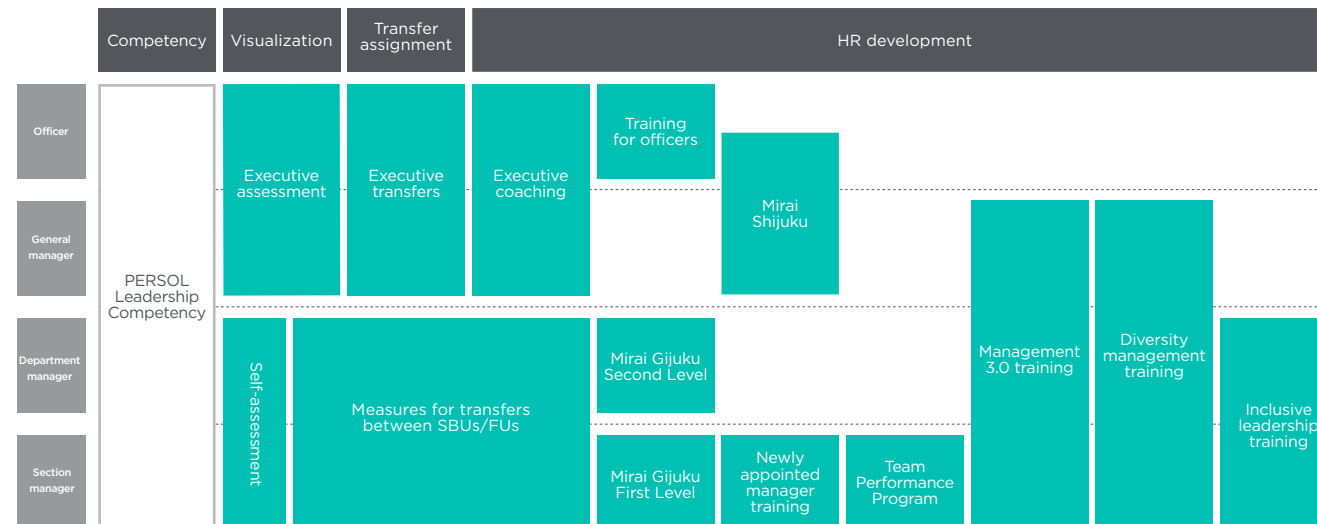 Competency
Visualization
Transfer
assignment
HR development
Officer
Executive
assessment
Executive
transfers
Executive
coaching
Training
for officers
Mirai
Shijuku
General
manager
PERSOL
Leadership
Competency
Department
manager
Self-assessment
Measures for transfers
between SBUs/FUs
Mirai Gijuku
Second Level
Management
3.0 training
Diversity
management
training
Inclusive
leadership
training
Section
manager
Mirai Gijuku
First Level
Newly
appointed
manager
training
Team
Performance
Program